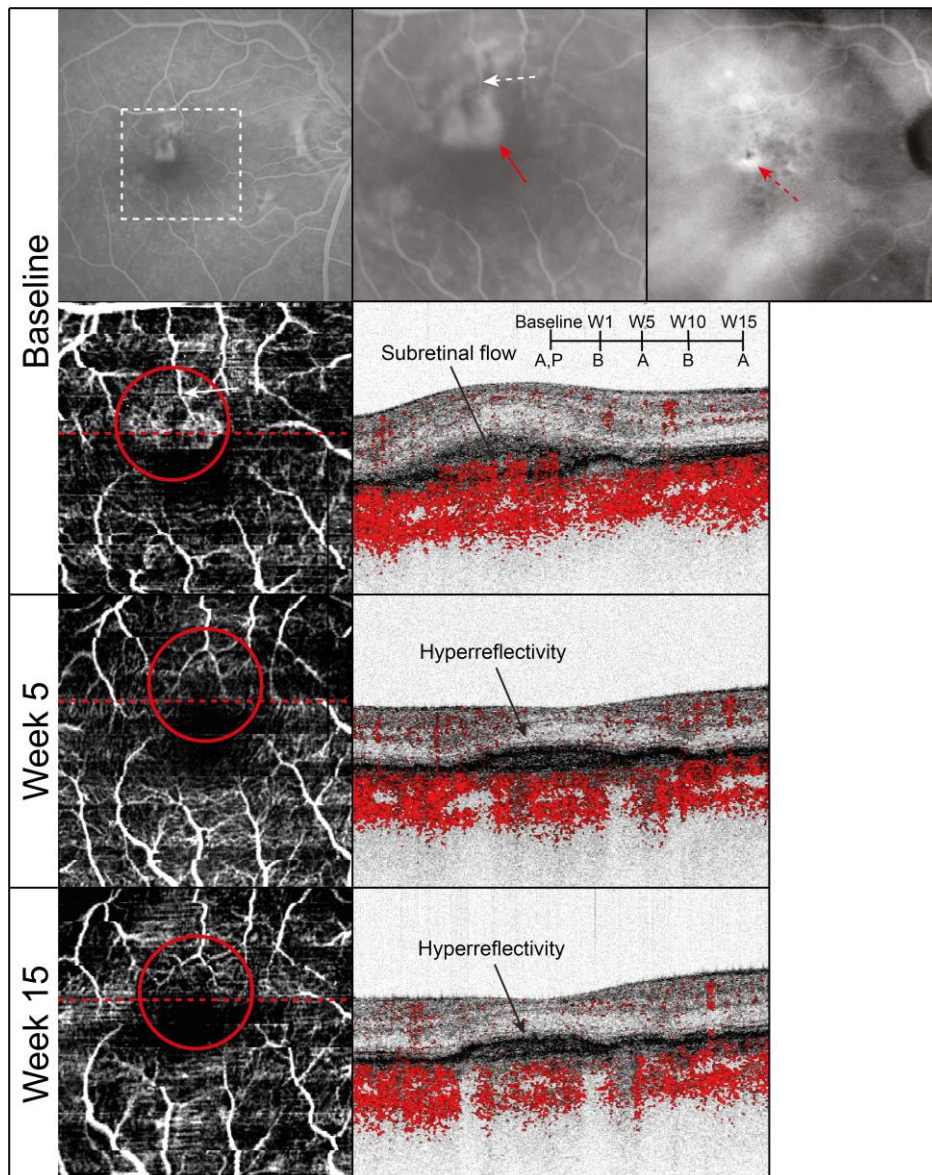 Baseline
Baseline W1 W5 W10 W15
A,P B A B A
Subretinal flow
Week 5
Hyperreflectivity
Week 15
Hyperreflectivity